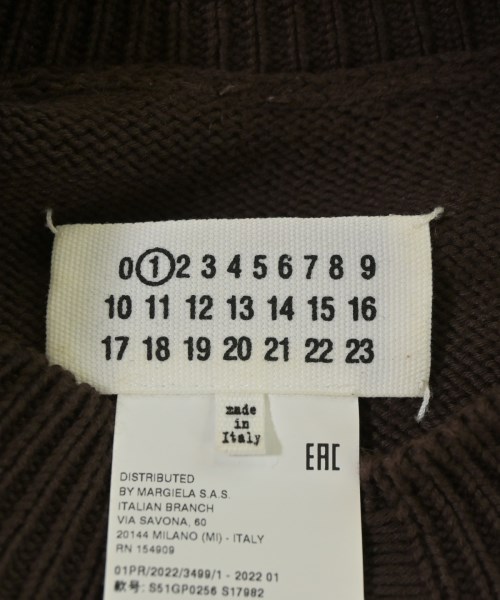 0 1 2 3 4 5 6 7 8 9
10 11 12 13 14 15 16
17 18 19 20 21 22 23
made
in
Italy
EAC
DISTRIBUTED
BY MARGIELA S.A.S.
ITALIAN BRANCH
VIA SAVONA, 60
20144 MILANO (MI) - ITALY
RN 154909
01PR/2022/3499/1 - 2022 01
款号: S51GP0256 S17982